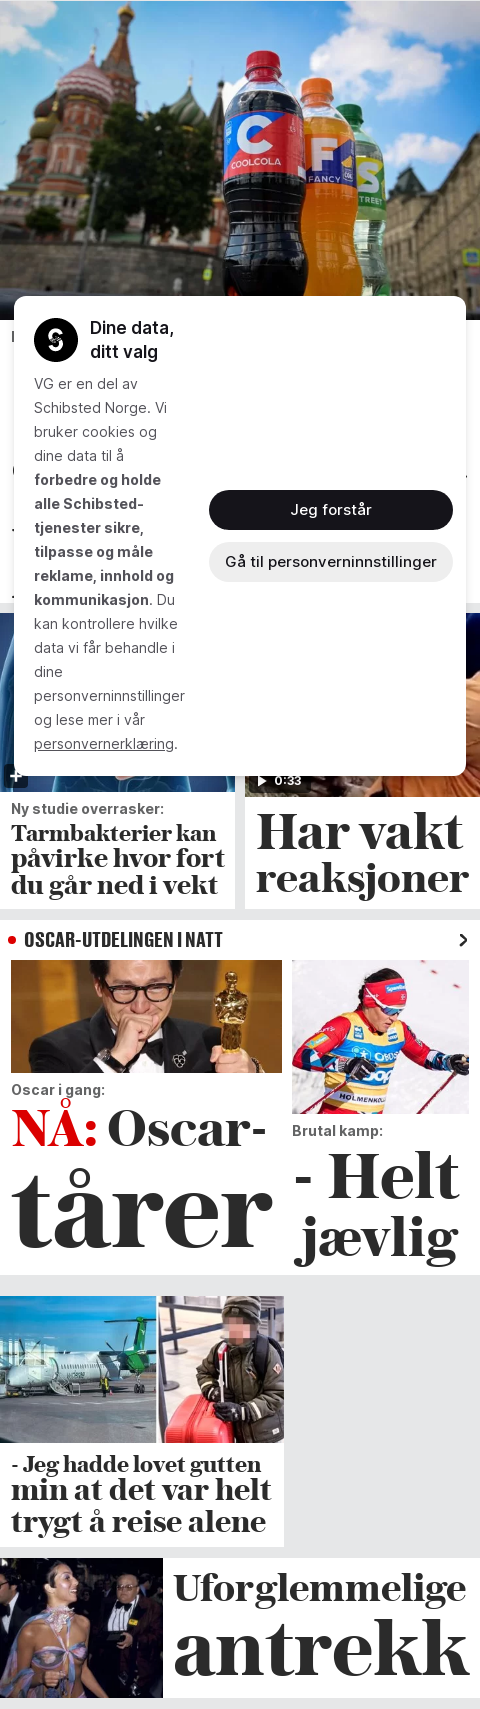 C
COOLCOLA
F
FANCY
S
STREET
Dine data,
ditt valg
VG er en del av
Schibsted Norge. Vi
bruker cookies og
dine data til å
forbedre og holde
alle Schibsted-
tjenester sikre,
tilpasse og måle
reklame, innhold og
kommunikasjon. Du
kan kontrollere hvilke
data vi får behandle i
dine
personverninnstillinger
og lese mer i vår
personvernerklæring.
Jeg forstår
Gå til personverninnstillinger
0:33
Ny studie overrasker:
Tarmbakterier kan
påvirke hvor fort
du går ned i vekt
Har vakt
reaksjoner
OSCAR-UTDELINGEN I NATT
HOLMENKOL
Oscar i gang:
NÅ: Oscar-
tårer
Brutal kamp:
- Helt
jævlig
- Jeg hadde lovet gutten
min at det var helt
trygt å reise alene
Uforglemmelige
antrekk